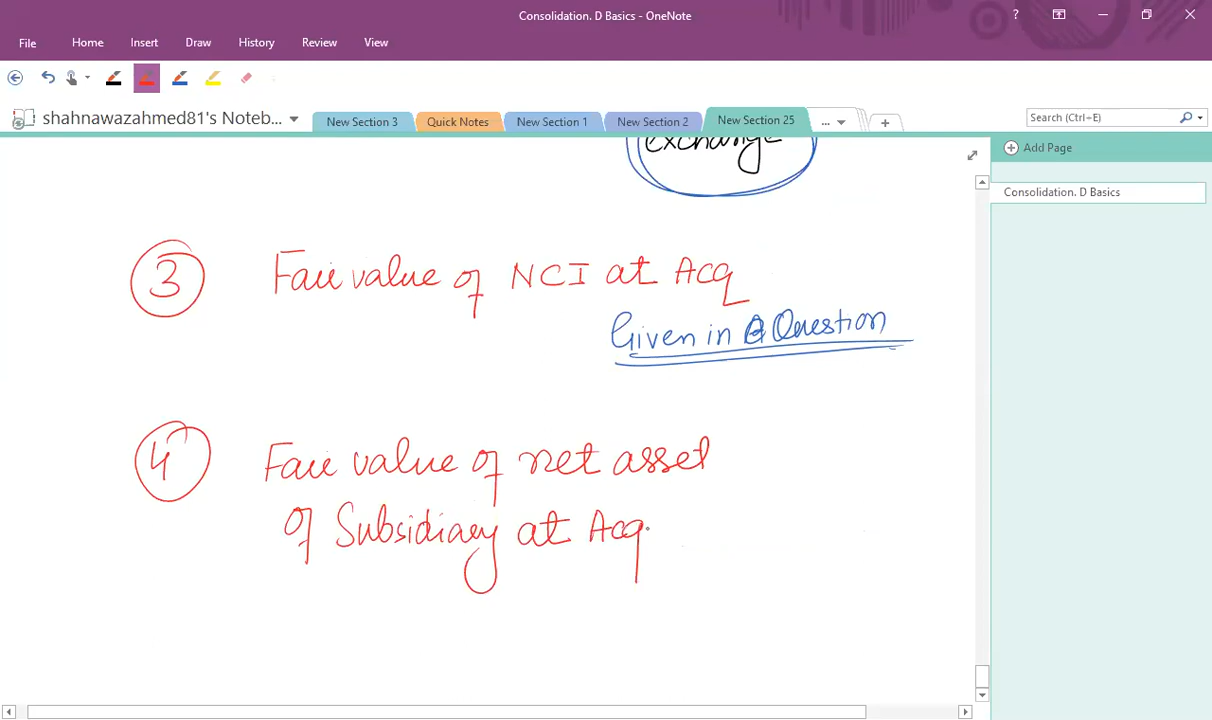 Consolidation. D Basics - OneNote
?
File Home Insert Draw History Review View
shahnawazahmed81's Noteb...
New Section 3 Quick Notes New Section 1 New Section 2 New Section 25 ...
Search (Ctrl+E)
Add Page
Consolidation. D Basics
exchange
3 Fair value of NCI at Acq
Given in Question
4 Fair value of net asset
of Subsidiary at Acq